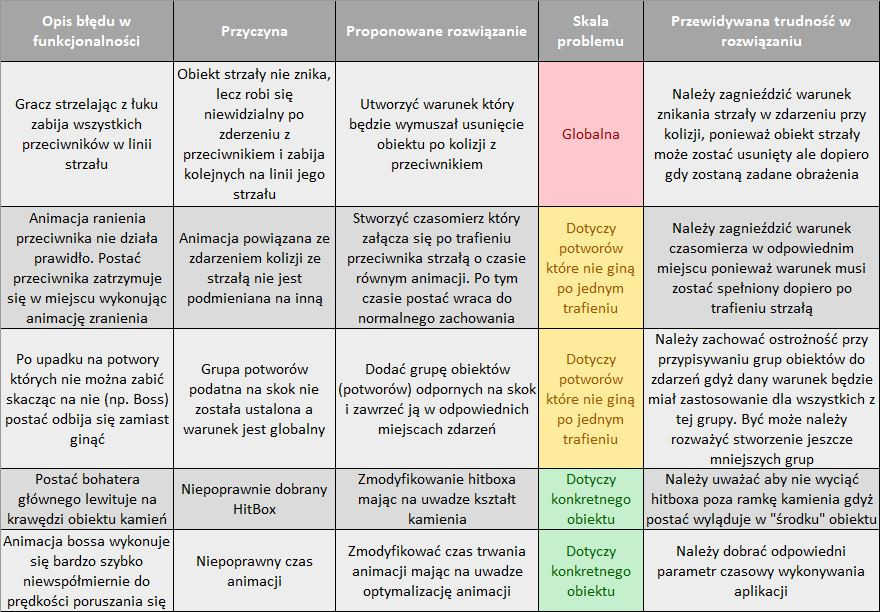 Opis błędu w
funkcjonalności
Przyczyna
Proponowane rozwiązanie
Skala
problemu
Przewidywana trudność w
rozwiązaniu
Gracz strzelając z łuku
zabija wszystkich
przeciwników w linii
strzału
Obiekt strzały nie znika,
lecz robi się
niewidzialny po
zderzeniu z
przeciwnikiem i zabija
kolejnych na linii jego
strzału
Utworzyć warunek który
będzie wymuszał usunięcie
obiektu po kolizji z
przeciwnikiem
Globalna
Należy zagnieździć warunek
znikania strzały w zdarzeniu przy
kolizji, ponieważ obiekt strzały
może zostać usunięty ale dopiero
gdy zostaną zadane obrażenia
Animacja ranienia
przeciwnika nie działa
prawidło. Postać
przeciwnika zatrzymuje
się w miejscu wykonując
animację zranienia
Animacja powiązana ze
zdarzeniem kolizji ze
strzałą nie jest
podmieniana na inną
Stworzyć czasomierz który
załącza się po trafieniu
przeciwnika strzałą o czasie
równym animacji. Po tym
czasie postać wraca do
normalnego zachowania
Dotyczy
potworów
które nie giną
po jednym
trafieniu
Należy zagnieździć warunek
czasomierza w odpowiednim
miejscu ponieważ warunek musi
zostać spełniony dopiero po
trafieniu strzałą
Po upadku na potwory
których nie można zabić
skacząc na nie (np. Boss)
postać odbija się zamiast
ginąć
Grupa potworów
podatna na skok nie
została ustalona a
warunek jest globalny
Dodać grupę obiektów
(potworów) odpornych na skok
i zawrzeć ją w odpowiednich
miejscach zdarzeń
Dotyczy
potworów
które nie giną
po jednym
trafieniu
Należy zachować ostrożność przy
przypisywaniu grup obiektów do
zdarzeń gdyż dany warunek będzie
miał zastosowanie dla wszystkich z
tej grupy. Być może należy
rozważyć stworzenie jeszcze
mniejszych grup
Postać bohatera
głównego lewituje na
krawędzi obiektu kamień
Niepoprawnie dobrany
HitBox
Zmodyfikowanie hitboxa
mając na uwadze kształt
kamienia
Dotyczy
konkretnego
obiektu
Należy uważać aby nie wyciąć
hitboxa poza ramkę kamienia gdyż
postać wyląduje w "środku" obiektu
Animacja bossa wykonuje
się bardzo szybko
niewspółmiernie do
prędkości poruszania się
Niepoprawny czas
animacji
Zmodyfikować czas trwania
animacji mając na uwadze
optymalizację animacji
Dotyczy
konkretnego
obiektu
Należy dobrać odpowiedni
parametr czasowy wykonywania
aplikacji